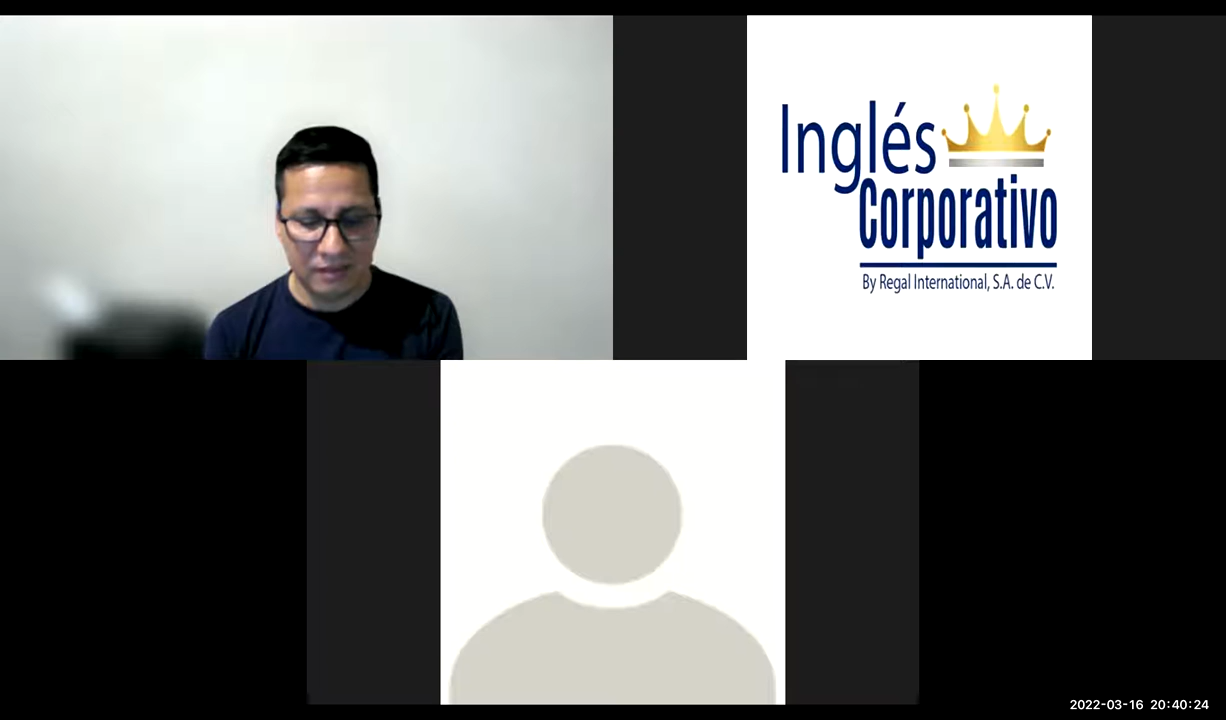 Inglés
Corporativo
By Regal International, S.A. de C.V.
2022-03-16 20:40:24